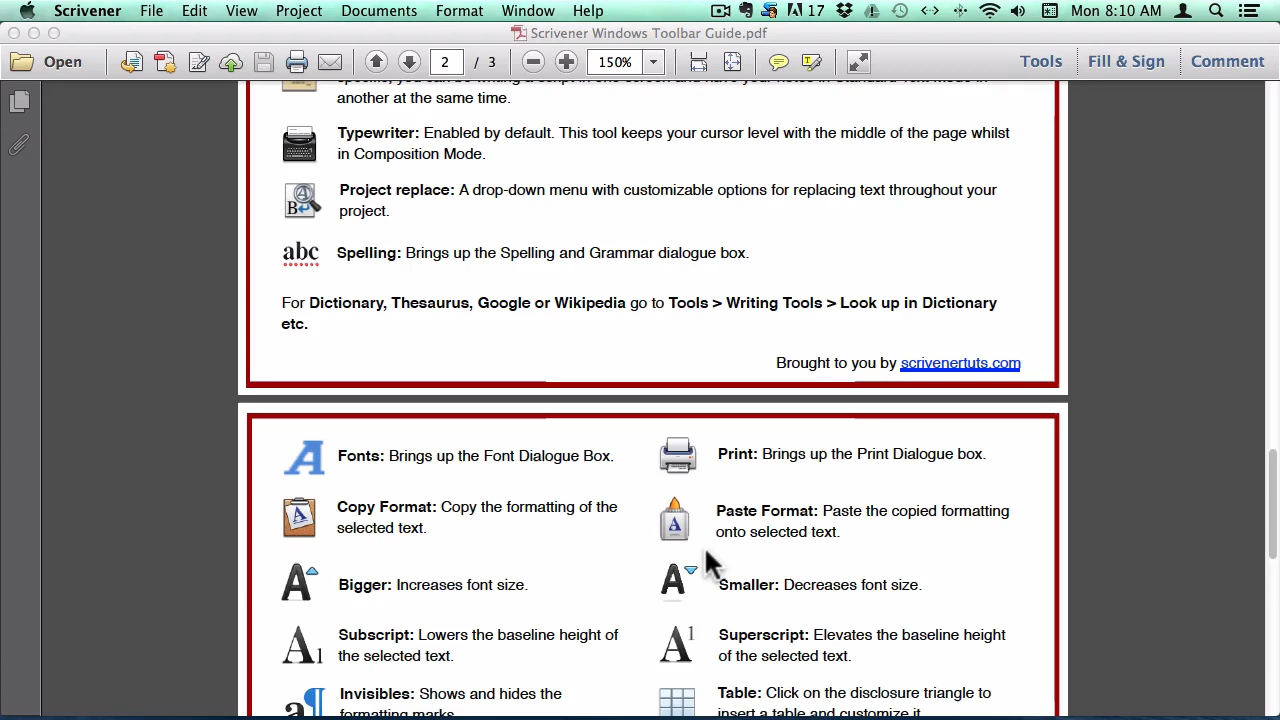 Scrivener File Edit View Project Documents Format Window Help 17 Mon 8:10 AM
Scrivener Windows Toolbar Guide.pdf
Open 2 / 3 150% Tools Fill & Sign Comment
another at the same time.
Typewriter: Enabled by default. This tool keeps your cursor level with the middle of the page whilst
in Composition Mode.
Project replace: A drop-down menu with customizable options for replacing text throughout your
project.
abc Spelling: Brings up the Spelling and Grammar dialogue box.
For Dictionary, Thesaurus, Google or Wikipedia go to Tools > Writing Tools > Look up in Dictionary
etc.
Brought to you by scrivenertuts.com
Fonts: Brings up the Font Dialogue Box.
Print: Brings up the Print Dialogue box.
Copy Format: Copy the formatting of the
selected text.
Paste Format: Paste the copied formatting
onto selected text.
Bigger: Increases font size.
Smaller: Decreases font size.
Subscript: Lowers the baseline height of
the selected text.
Superscript: Elevates the baseline height
of the selected text.
Invisibles: Shows and hides the
formatting marks.
Table: Click on the disclosure triangle to
insert a table and customize it.